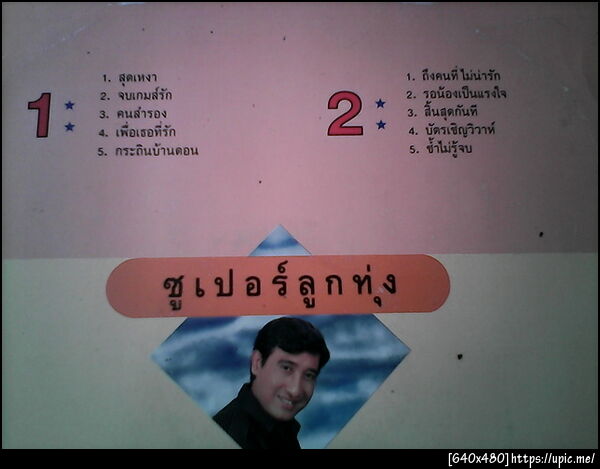 1
1. สุดเหงา
2. จบเกมส์รัก
3. คนสำรอง
4. เพื่อเธอที่รัก
5. กระถินบ้านดอน
2
1. ถึงคนที่ไม่น่ารัก
2. รอน้องเป็นแรงใจ
3. สิ้นสุดกันที
4. บัตรเชิญวิวาห์
5. ช้ำไม่รู้จบ
ซูเปอร์ลูกทุ่ง
[640x480]https://upic.me/